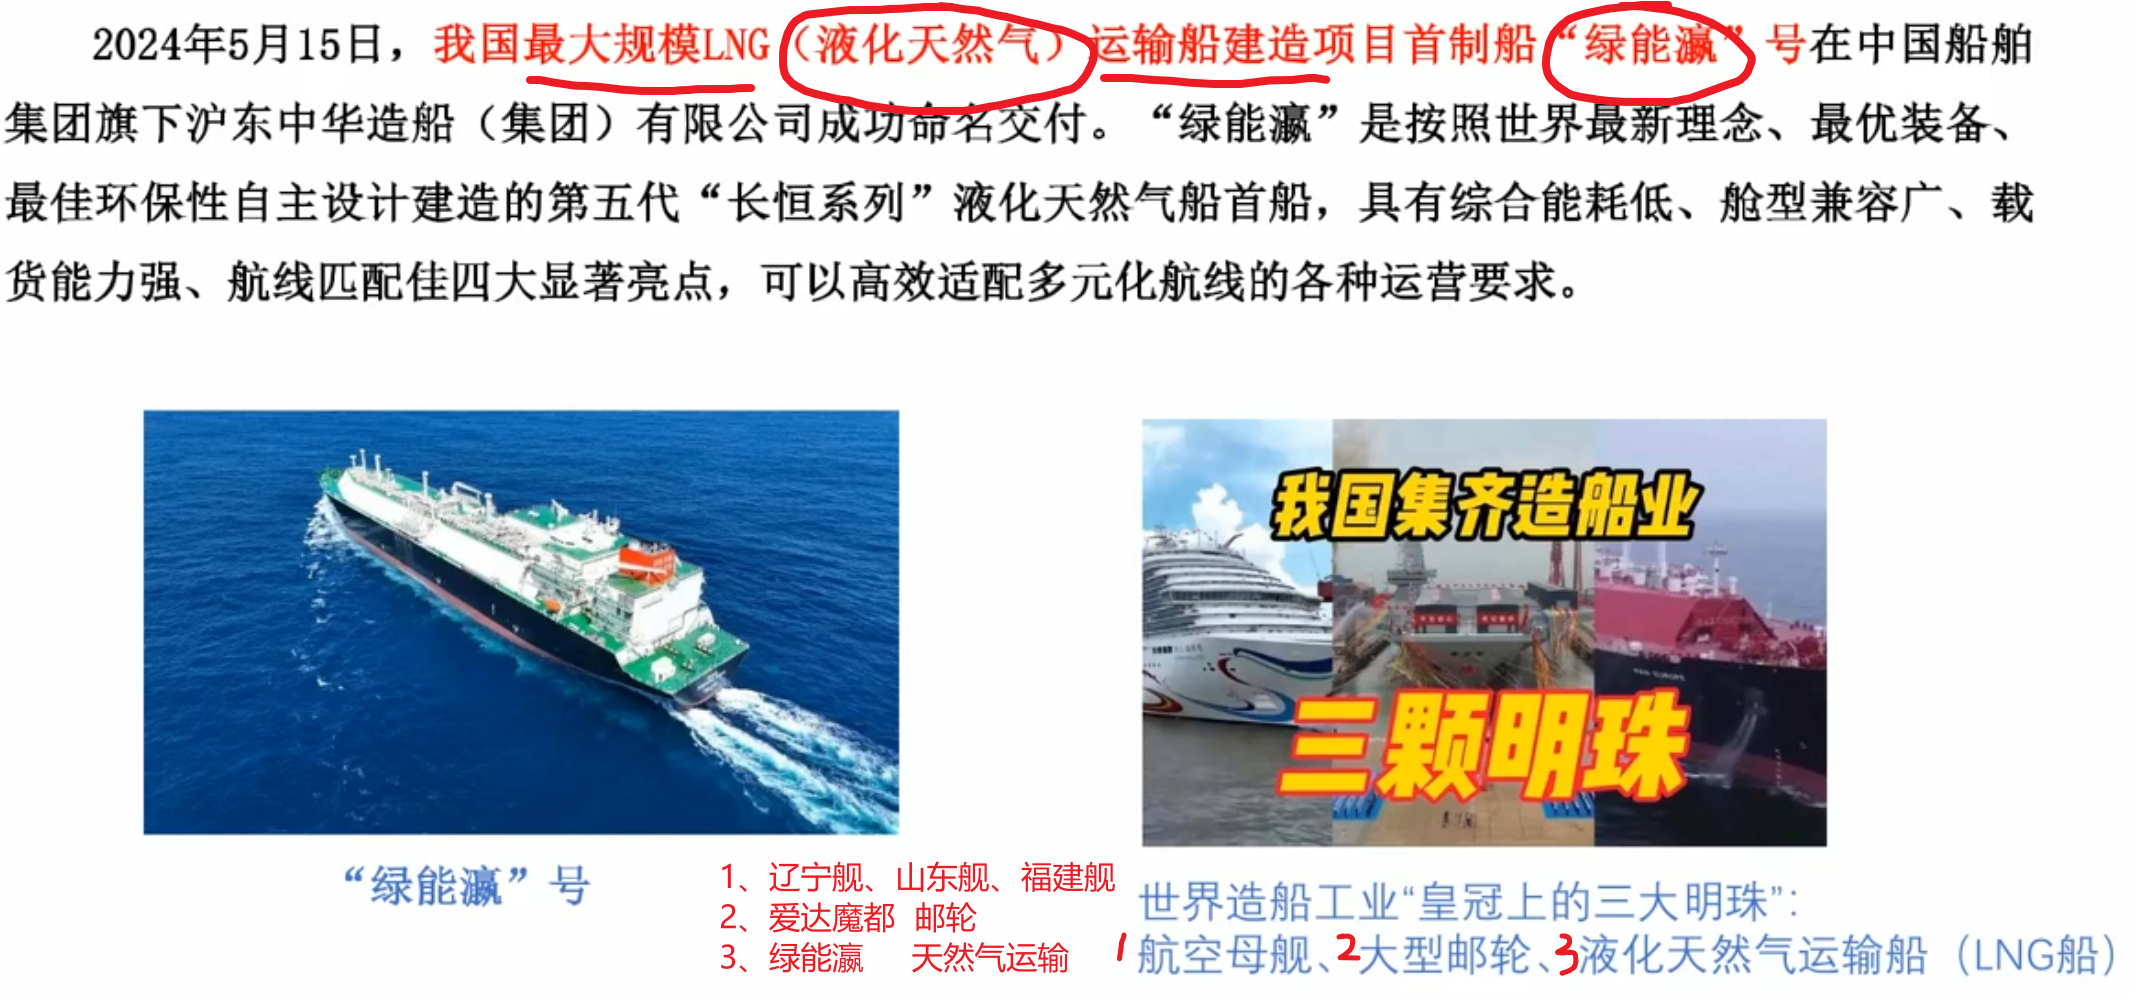 2024年5月15日，我国最大规模LNG（液化天然气）运输船建造项目首制船“绿能瀛”号在中国船舶
集团旗下沪东中华造船（集团）有限公司成功命名交付。“绿能瀛”是按照世界最新理念、最优装备、
最佳环保性自主设计建造的第五代“长恒系列”液化天然气船首船，具有综合能耗低、舱型兼容广、载
货能力强、航线匹配佳四大显著亮点，可以高效适配多元化航线的各种运营要求。
我国集齐造船业
三颗明珠
“绿能瀛”号
1、辽宁舰、山东舰、福建舰
2、爱达魔都 邮轮
3、绿能瀛 天然气运输
世界造船工业“皇冠上的三大明珠”：
1航空母舰、2大型邮轮、3液化天然气运输船（LNG船）